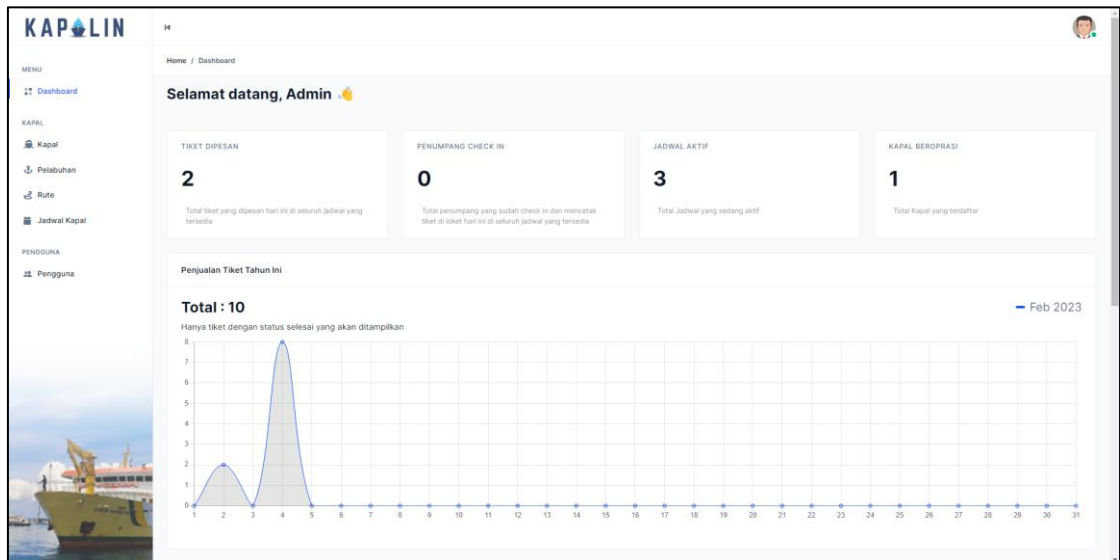 KAPALIN
MENU
Dashboard
KAPAL
Kapal
Pelabuhan
Rute
Jadwal Kapal
PENGGUNA
Pengguna
Home / Dashboard
Selamat datang, Admin 👋
TIKET DIPESAN
2
Total tiket yang dipesan hari ini di seluruh jadwal yang
tersedia
PENUMPANG CHECK IN
0
Total penumpang yang sudah check in dan mencetak
tiket di loket hari ini di seluruh jadwal yang tersedia
JADWAL AKTIF
3
Total Jadwal yang sedang aktif
KAPAL BEROPRASI
1
Total Kapal yang terdaftar
Penjualan Tiket Tahun Ini
Total : 10
Feb 2023
Hanya tiket dengan status selesai yang akan ditampilkan
8
7
6
5
4
3
2
1
0
1 2 3 4 5 6 7 8 9 10 11 12 13 14 15 16 17 18 19 20 21 22 23 24 25 26 27 28 29 30 31